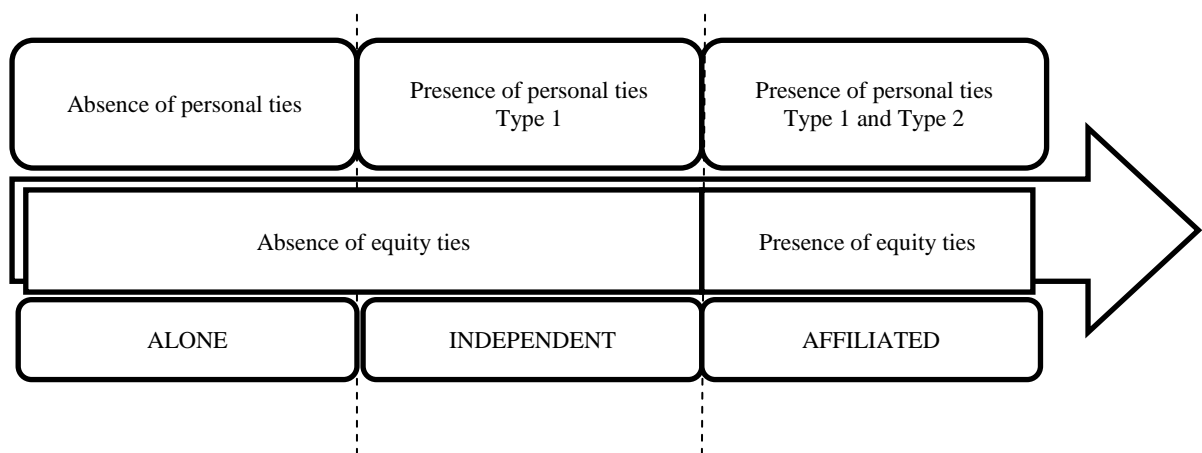 Absence of personal ties
Presence of personal ties
Type 1
Presence of personal ties
Type 1 and Type 2
Absence of equity ties
Presence of equity ties
ALONE
INDEPENDENT
AFFILIATED